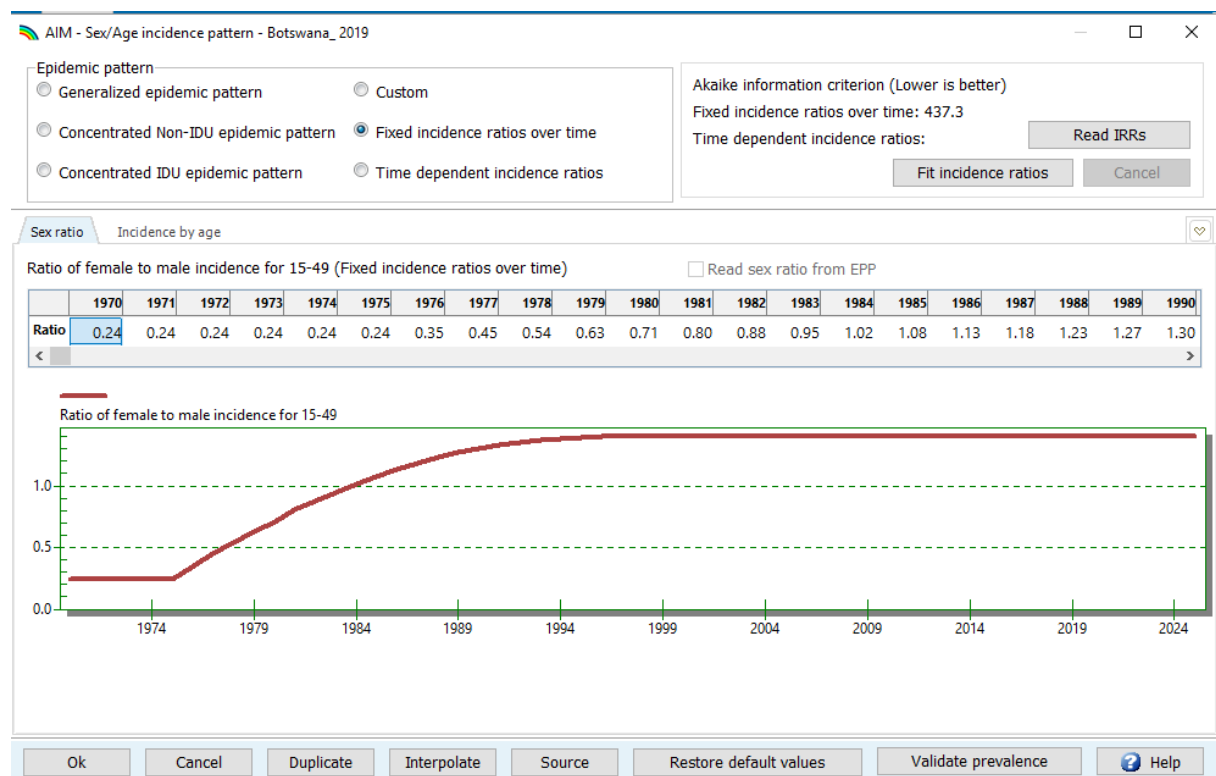 AIM - Sex/Age incidence pattern - Botswana_ 2019
Epidemic pattern
Generalized epidemic pattern
Custom
Concentrated Non-IDU epidemic pattern
Fixed incidence ratios over time
Concentrated IDU epidemic pattern
Time dependent incidence ratios
Akaike information criterion (Lower is better)
Fixed incidence ratios over time: 437.3
Time dependent incidence ratios:
Read IRRs
Fit incidence ratios
Cancel
Sex ratio
Incidence by age
Ratio of female to male incidence for 15-49 (Fixed incidence ratios over time)
Read sex ratio from EPP
1970 1971 1972 1973 1974 1975 1976 1977 1978 1979 1980 1981 1982 1983 1984 1985 1986 1987 1988 1989 1990
Ratio 0.24 0.24 0.24 0.24 0.24 0.24 0.35 0.45 0.54 0.63 0.71 0.80 0.88 0.95 1.02 1.08 1.13 1.18 1.23 1.27 1.30
Ratio of female to male incidence for 15-49
1.0
0.5
0.0
1974 1979 1984 1989 1994 1999 2004 2009 2014 2019 2024
Ok Cancel Duplicate Interpolate Source Restore default values Validate prevalence Help